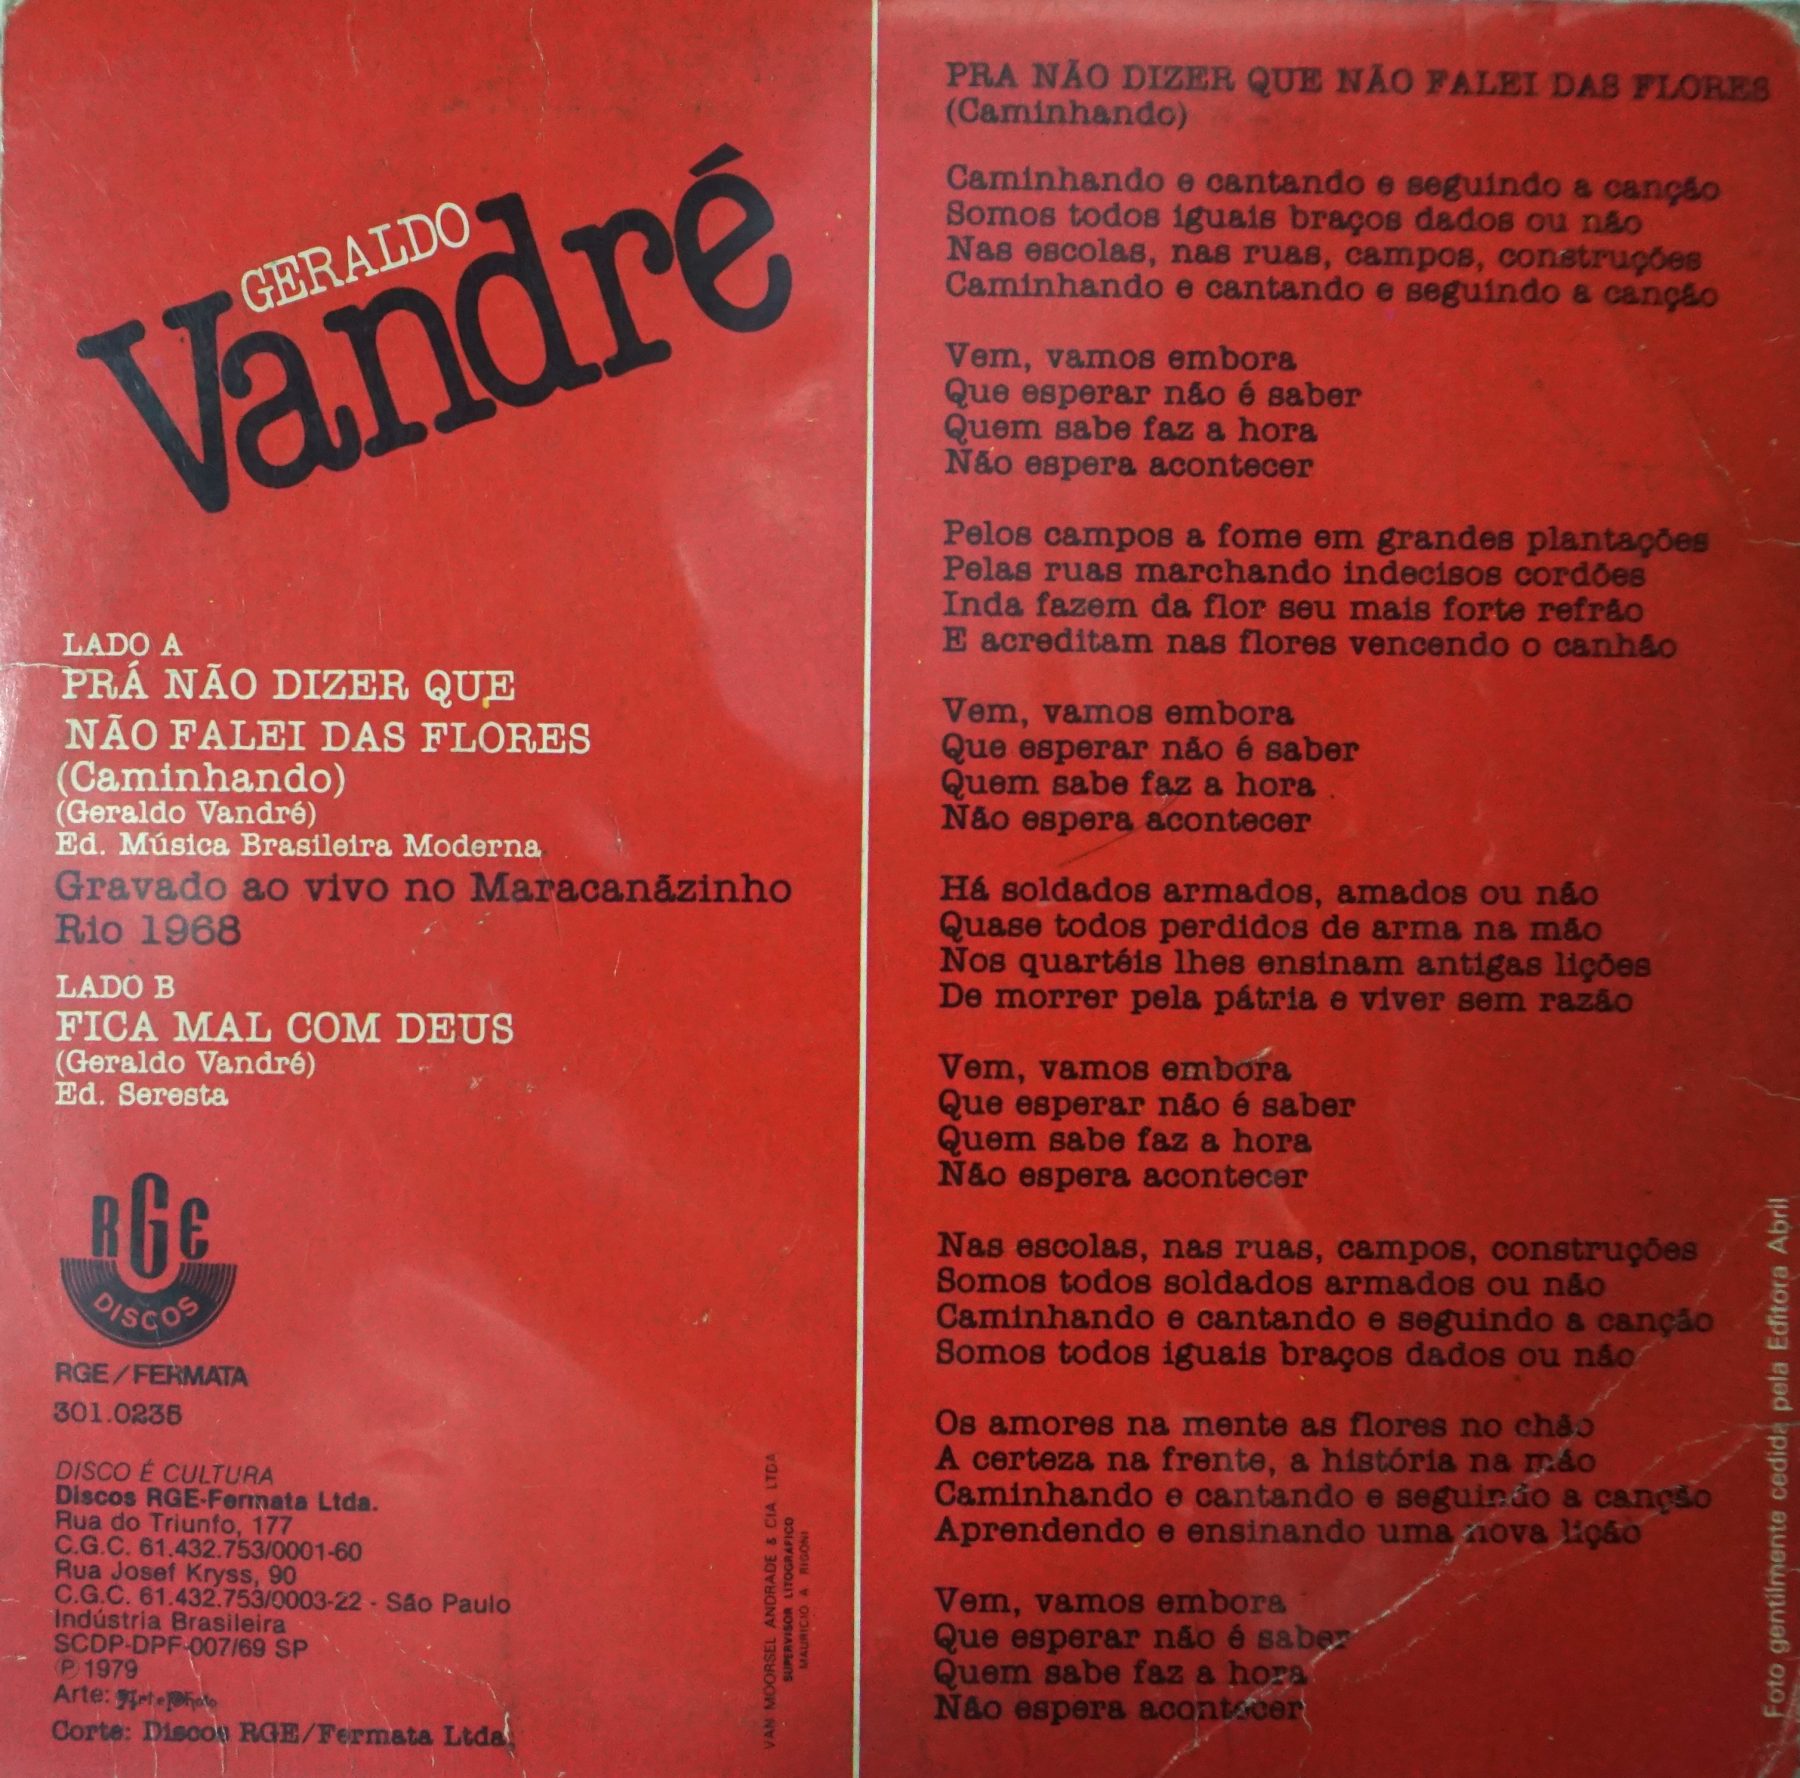 GERALDO
Vandré
LADO A
PRÁ NÃO DIZER QUE
NÃO FALEI DAS FLORES
(Caminhando)
(Geraldo Vandré)
Ed. Música Brasileira Moderna
Gravado ao vivo no Maracanãzinho
Rio 1968
LADO B
FICA MAL COM DEUS
(Geraldo Vandré)
Ed. Seresta
RGE
DISCOS
RGE/FERMATA
301.0235
DISCO É CULTURA
Discos RGE-Fermata Ltda.
Rua do Triunfo, 177
C.G.C. 61.432.753/0001-60
Rua Josef Kryss, 90
C.G.C. 61.432.753/0003-22 - São Paulo
Indústria Brasileira
SCDP-DPF-007/69 SP
Ⓟ 1979
Arte: Art e Photo
Corte: Discos RGE/Fermata Ltda.
VAN MOORSEL ANDRADE & CIA LTDA
SUPERVISOR LITOGRÁFICO
MAURICIO A RIGONI
PRA NÃO DIZER QUE NÃO FALEI DAS FLORES
(Caminhando)
Caminhando e cantando e seguindo a canção
Somos todos iguais braços dados ou não
Nas escolas, nas ruas, campos, construções
Caminhando e cantando e seguindo a canção
Vem, vamos embora
Que esperar não é saber
Quem sabe faz a hora
Não espera acontecer
Pelos campos a fome em grandes plantações
Pelas ruas marchando indecisos cordões
Inda fazem da flor seu mais forte refrão
E acreditam nas flores vencendo o canhão
Vem, vamos embora
Que esperar não é saber
Quem sabe faz a hora
Não espera acontecer
Há soldados armados, amados ou não
Quase todos perdidos de arma na mão
Nos quartéis lhes ensinam antigas lições
De morrer pela pátria e viver sem razão
Vem, vamos embora
Que esperar não é saber
Quem sabe faz a hora
Não espera acontecer
Nas escolas, nas ruas, campos, construções
Somos todos soldados armados ou não
Caminhando e cantando e seguindo a canção
Somos todos iguais braços dados ou não
Os amores na mente as flores no chão
A certeza na frente, a história na mão
Caminhando e cantando e seguindo a canção
Aprendendo e ensinando uma nova lição
Vem, vamos embora
Que esperar não é saber
Quem sabe faz a hora
Não espera acontecer
Foto gentilmente cedida pela Editora Abril